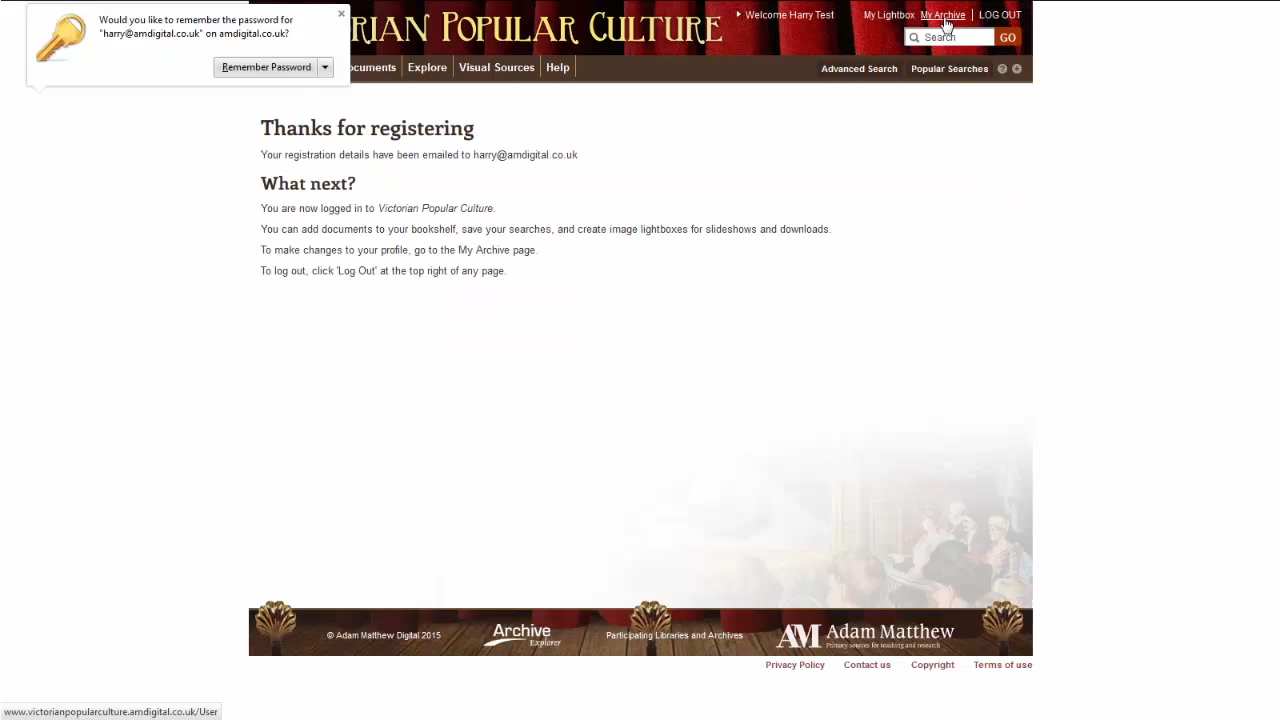 Would you like to remember the password for
"harry@amdigital.co.uk" on amdigital.co.uk?
Remember Password
RIAN POPULAR CULTURE
Welcome Harry Test
My Lightbox My Archive LOG OUT
Search GO
ocuments Explore Visual Sources Help
Advanced Search Popular Searches ?
Thanks for registering
Your registration details have been emailed to harry@amdigital.co.uk
What next?
You are now logged in to Victorian Popular Culture.
You can add documents to your bookshelf, save your searches, and create image lightboxes for slideshows and downloads.
To make changes to your profile, go to the My Archive page.
To log out, click 'Log Out' at the top right of any page.
© Adam Matthew Digital 2015
Archive
Explorer
Participating Libraries and Archives
AM Adam Matthew
Primary sources for teaching and research
Privacy Policy Contact us Copyright Terms of use
www.victorianpopularculture.amdigital.co.uk/User